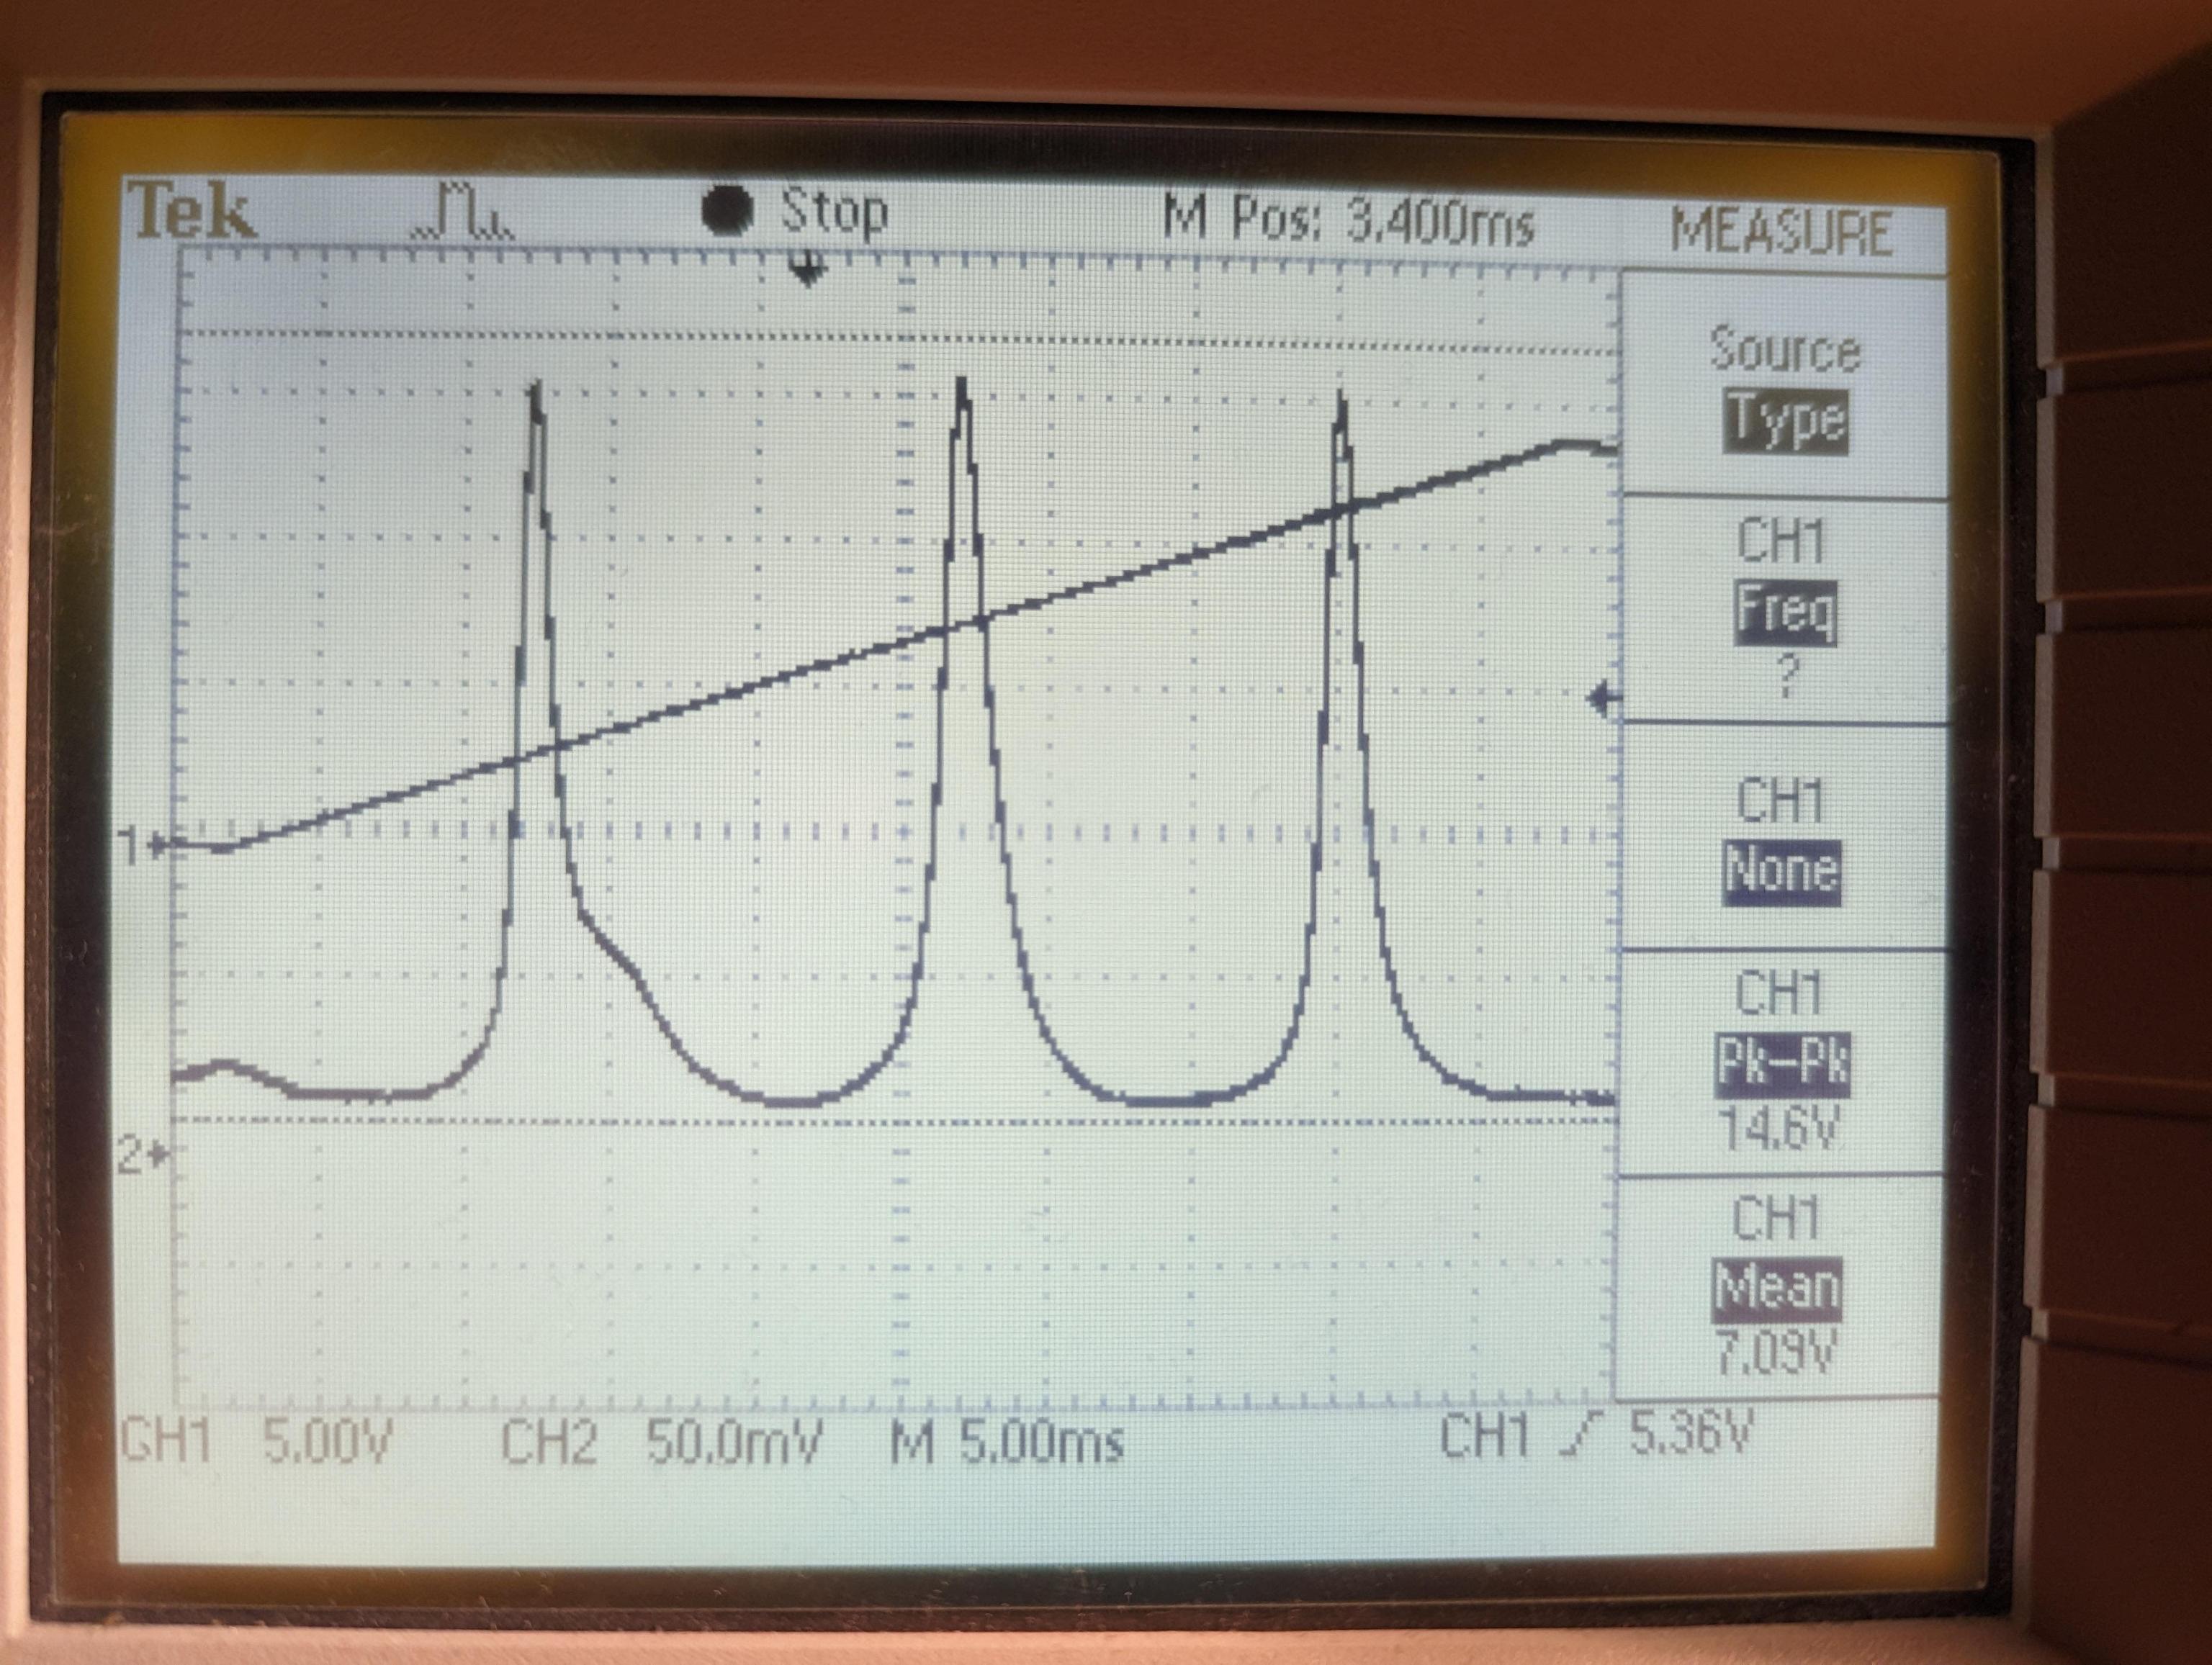 Tek
Stop
M Pos: 3.400ms
MEASURE
Source
Type
CH1
Freq
?
CH1
None
CH1
Pk-Pk
14.6V
CH1
Mean
7.09V
1
2
CH1 5.00V CH2 50.0mV M 5.00ms CH1 5.36V